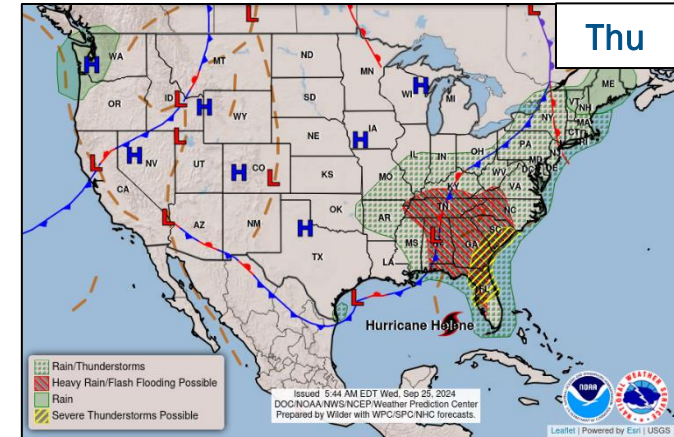 Thu
L
L
WA
H
MT
ND
MN
ME
OR
ID
L
H
SD
WI
H
MI
VT
NH
NY
MA
CT
RI
WY
IA
H
PA
L
H
NV
UT
NE
IL
IN
OH
MD
DE
L
H
CO
L
KS
MO
KY
WV
VA
CA
OK
TN
NC
L
AZ
NM
H
AR
SC
MS
L
GA
TX
LA
L
FL
Hurricane Helene
Rain/Thunderstorms
Heavy Rain/Flash Flooding Possible
Rain
Severe Thunderstorms Possible
Issued 5:44 AM EDT Wed, Sep 25, 2024
DOC/NOAA/NWS/NCEP/Weather Prediction Center
Prepared by Wilder with WPC/SPC/NHC forecasts.
NOAA
NATIONAL WEATHER SERVICE
Leaflet | Powered by Esri | USGS